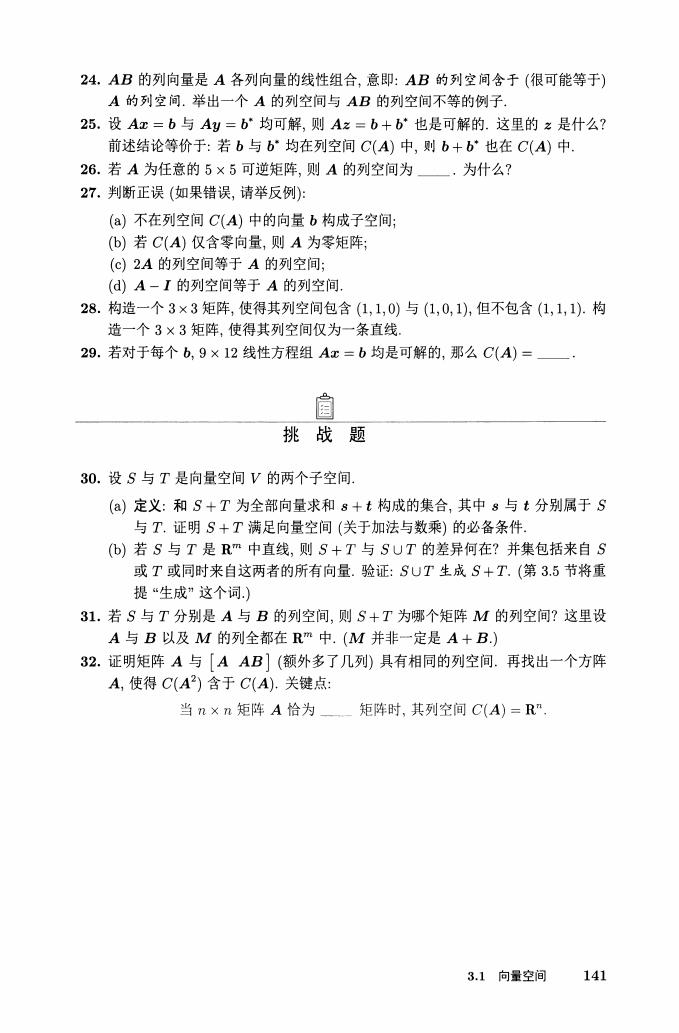 24. AB 的列向量是 A 各列向量的线性组合, 意即: AB 的列空间含于 (很可能等于)
A 的列空间. 举出一个 A 的列空间与 AB 的列空间不等的例子.
25. 设 Ax = b 与 Ay = b* 均可解, 则 Az = b + b* 也是可解的. 这里的 z 是什么?
前述结论等价于: 若 b 与 b* 均在列空间 C(A) 中, 则 b + b* 也在 C(A) 中.
26. 若 A 为任意的 5 × 5 可逆矩阵, 则 A 的列空间为 ____. 为什么?
27. 判断正误 (如果错误, 请举反例):
(a) 不在列空间 C(A) 中的向量 b 构成子空间;
(b) 若 C(A) 仅含零向量, 则 A 为零矩阵;
(c) 2A 的列空间等于 A 的列空间;
(d) A − I 的列空间等于 A 的列空间.
28. 构造一个 3 × 3 矩阵, 使得其列空间包含 (1, 1, 0) 与 (1, 0, 1), 但不包含 (1, 1, 1). 构
造一个 3 × 3 矩阵, 使得其列空间仅为一条直线.
29. 若对于每个 b, 9 × 12 线性方程组 Ax = b 均是可解的, 那么 C(A) = ____.
挑 战 题
30. 设 S 与 T 是向量空间 V 的两个子空间.
(a) 定义: 和 S + T 为全部向量求和 s + t 构成的集合, 其中 s 与 t 分别属于 S
与 T. 证明 S + T 满足向量空间 (关于加法与数乘) 的必备条件.
(b) 若 S 与 T 是 Rᵐ 中直线, 则 S + T 与 S ∪ T 的差异何在? 并集包括来自 S
或 T 或同时来自这两者的所有向量. 验证: S ∪ T 生成 S + T. (第 3.5 节将重
提 “生成” 这个词.)
31. 若 S 与 T 分别是 A 与 B 的列空间, 则 S + T 为哪个矩阵 M 的列空间? 这里设
A 与 B 以及 M 的列全都在 Rᵐ 中. (M 并非一定是 A + B.)
32. 证明矩阵 A 与 [A AB] (额外多了几列) 具有相同的列空间. 再找出一个方阵
A, 使得 C(A²) 含于 C(A). 关键点:
当 n × n 矩阵 A 恰为 ____ 矩阵时, 其列空间 C(A) = Rⁿ.
3.1 向量空间 141